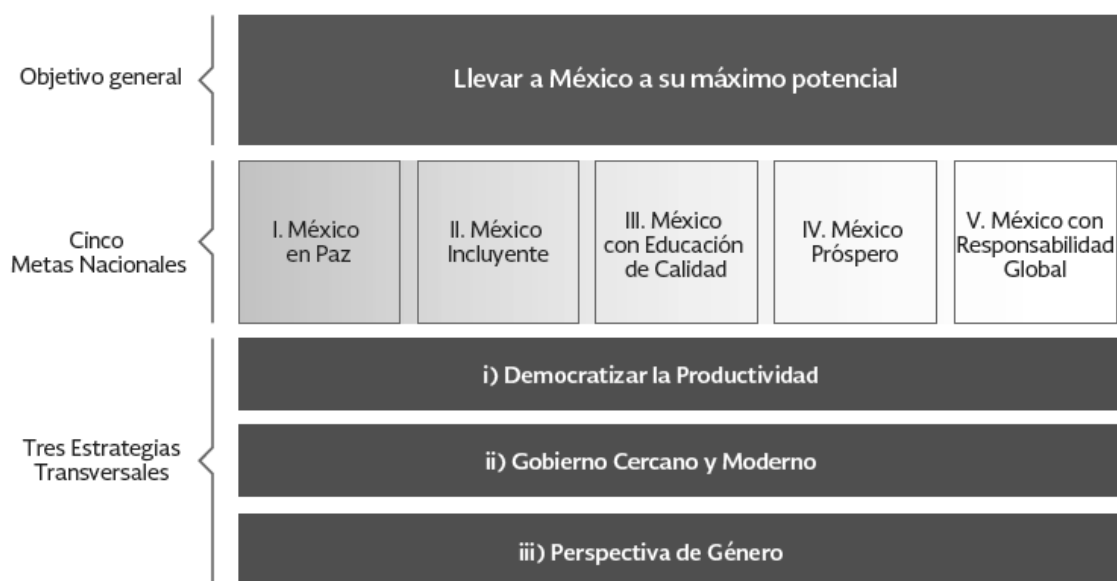 Objetivo general
Llevar a México a su máximo potencial
Cinco
Metas Nacionales
I. México
en Paz
II. México
Incluyente
III. México
con Educación
de Calidad
IV. México
Próspero
V. México con
Responsabilidad
Global
Tres Estrategias
Transversales
i) Democratizar la Productividad
ii) Gobierno Cercano y Moderno
iii) Perspectiva de Género